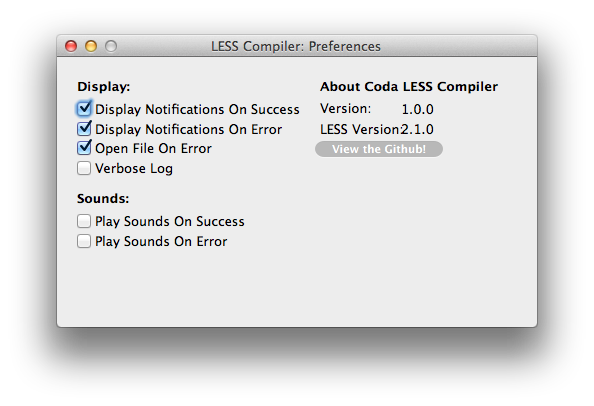 LESS Compiler: Preferences
Display:
Display Notifications On Success
Display Notifications On Error
Open File On Error
Verbose Log
Sounds:
Play Sounds On Success
Play Sounds On Error
About Coda LESS Compiler
Version: 1.0.0
LESS Version: 2.1.0
View the Github!